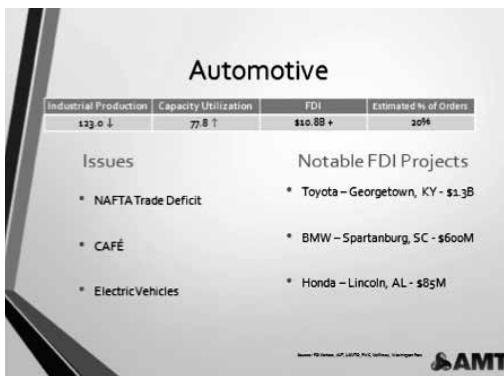 Automotive
Industrial Production Capacity Utilization FDI Estimated % of Orders
123.0 ↓ 77.8 ↑ $10.8B + 20%
Issues
• NAFTA Trade Deficit
• CAFÉ
• Electric Vehicles
Notable FDI Projects
• Toyota – Georgetown, KY - $1.3B
• BMW – Spartanburg, SC - $600M
• Honda – Lincoln, AL - $85M
AMT